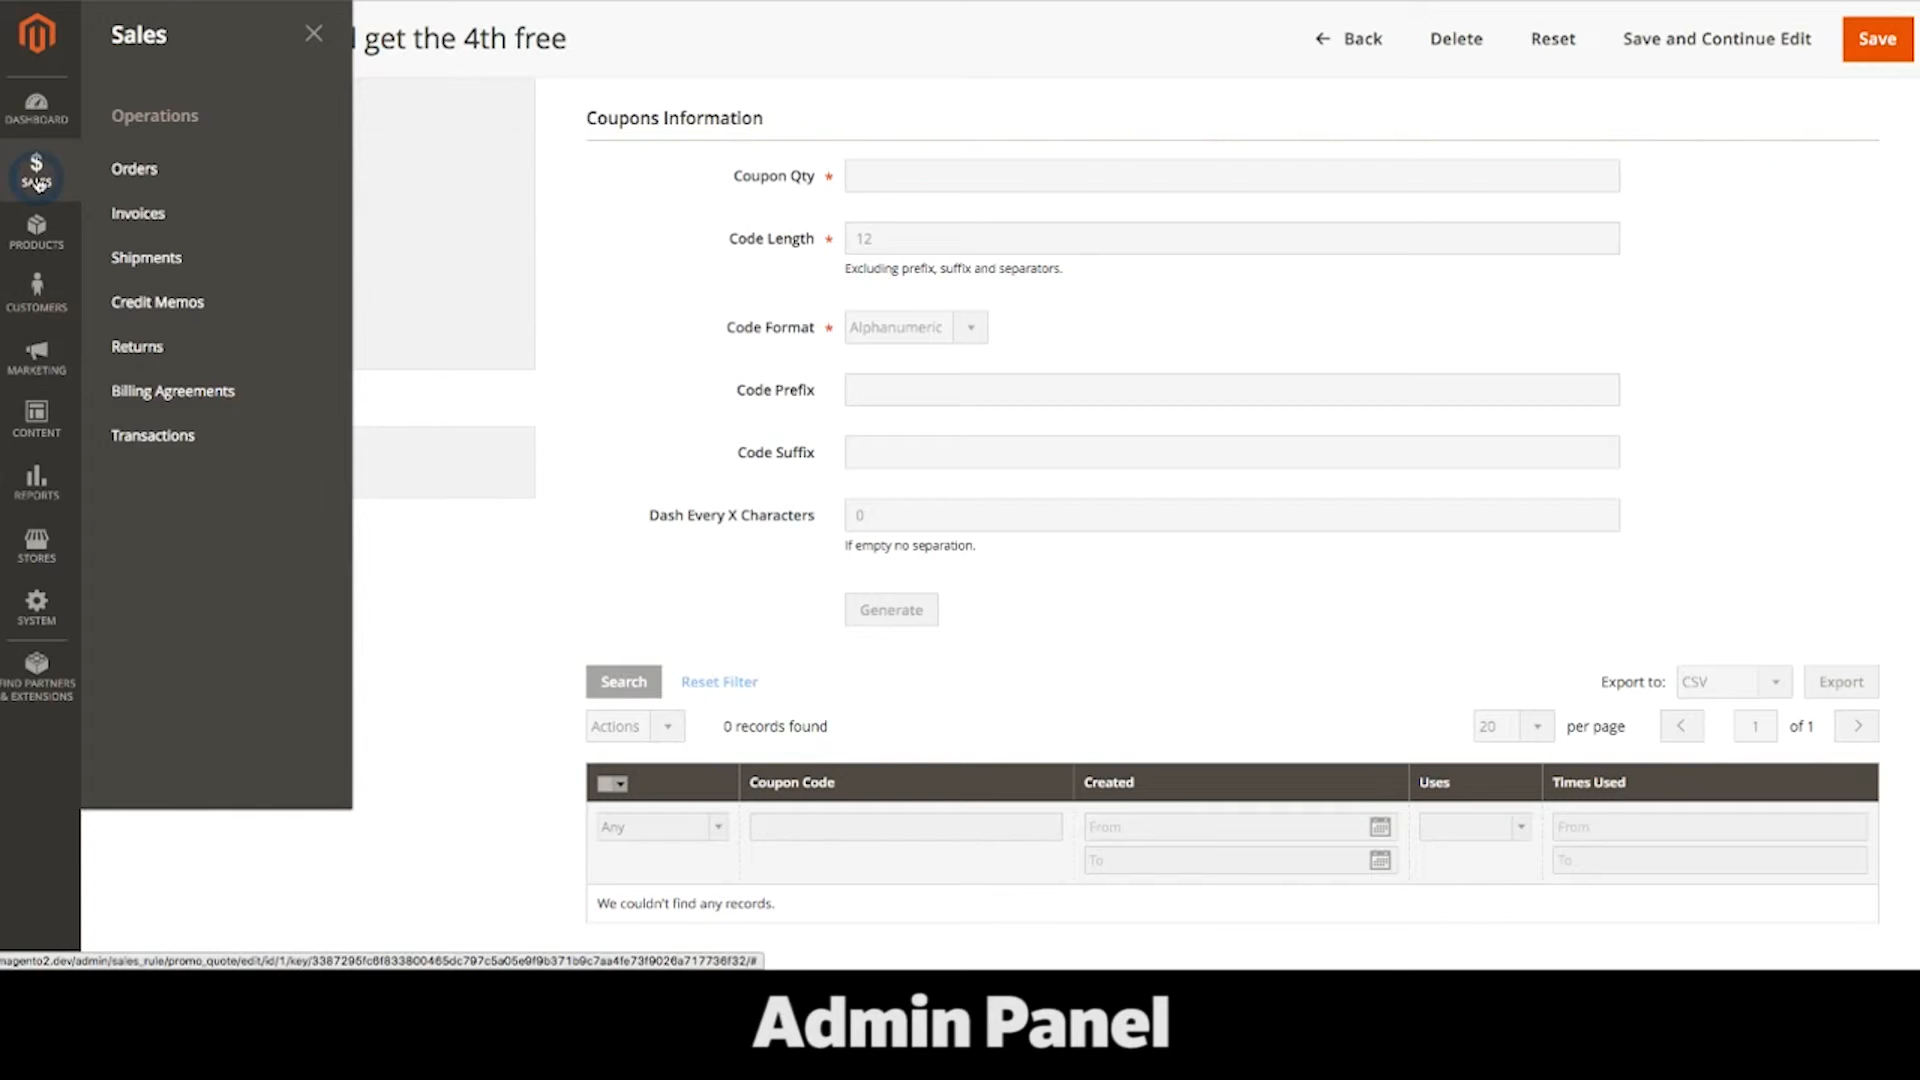 Sales
get the 4th free
Back
Delete
Reset
Save and Continue Edit
Save
DASHBOARD
SALES
PRODUCTS
CUSTOMERS
MARKETING
CONTENT
REPORTS
STORES
SYSTEM
FIND PARTNERS
& EXTENSIONS
Operations
Orders
Invoices
Shipments
Credit Memos
Returns
Billing Agreements
Transactions
Coupons Information
Coupon Qty *
Code Length * 12
Excluding prefix, suffix and separators.
Code Format * Alphanumeric
Code Prefix
Code Suffix
Dash Every X Characters 0
If empty no separation.
Generate
Search Reset Filter Export to: CSV Export
Actions 0 records found 20 per page 1 of 1
Coupon Code Created Uses Times Used
Any From From
To To
We couldn't find any records.
Admin Panel